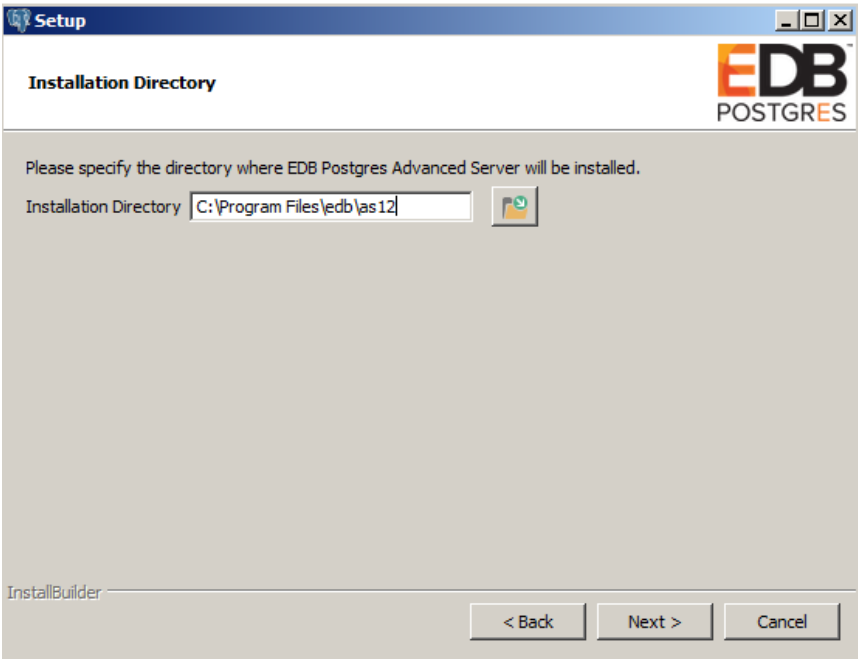 Setup
Installation Directory
EDB™
POSTGRES
Please specify the directory where EDB Postgres Advanced Server will be installed.
Installation Directory C:\Program Files\edb\as12
InstallBuilder
< Back Next > Cancel